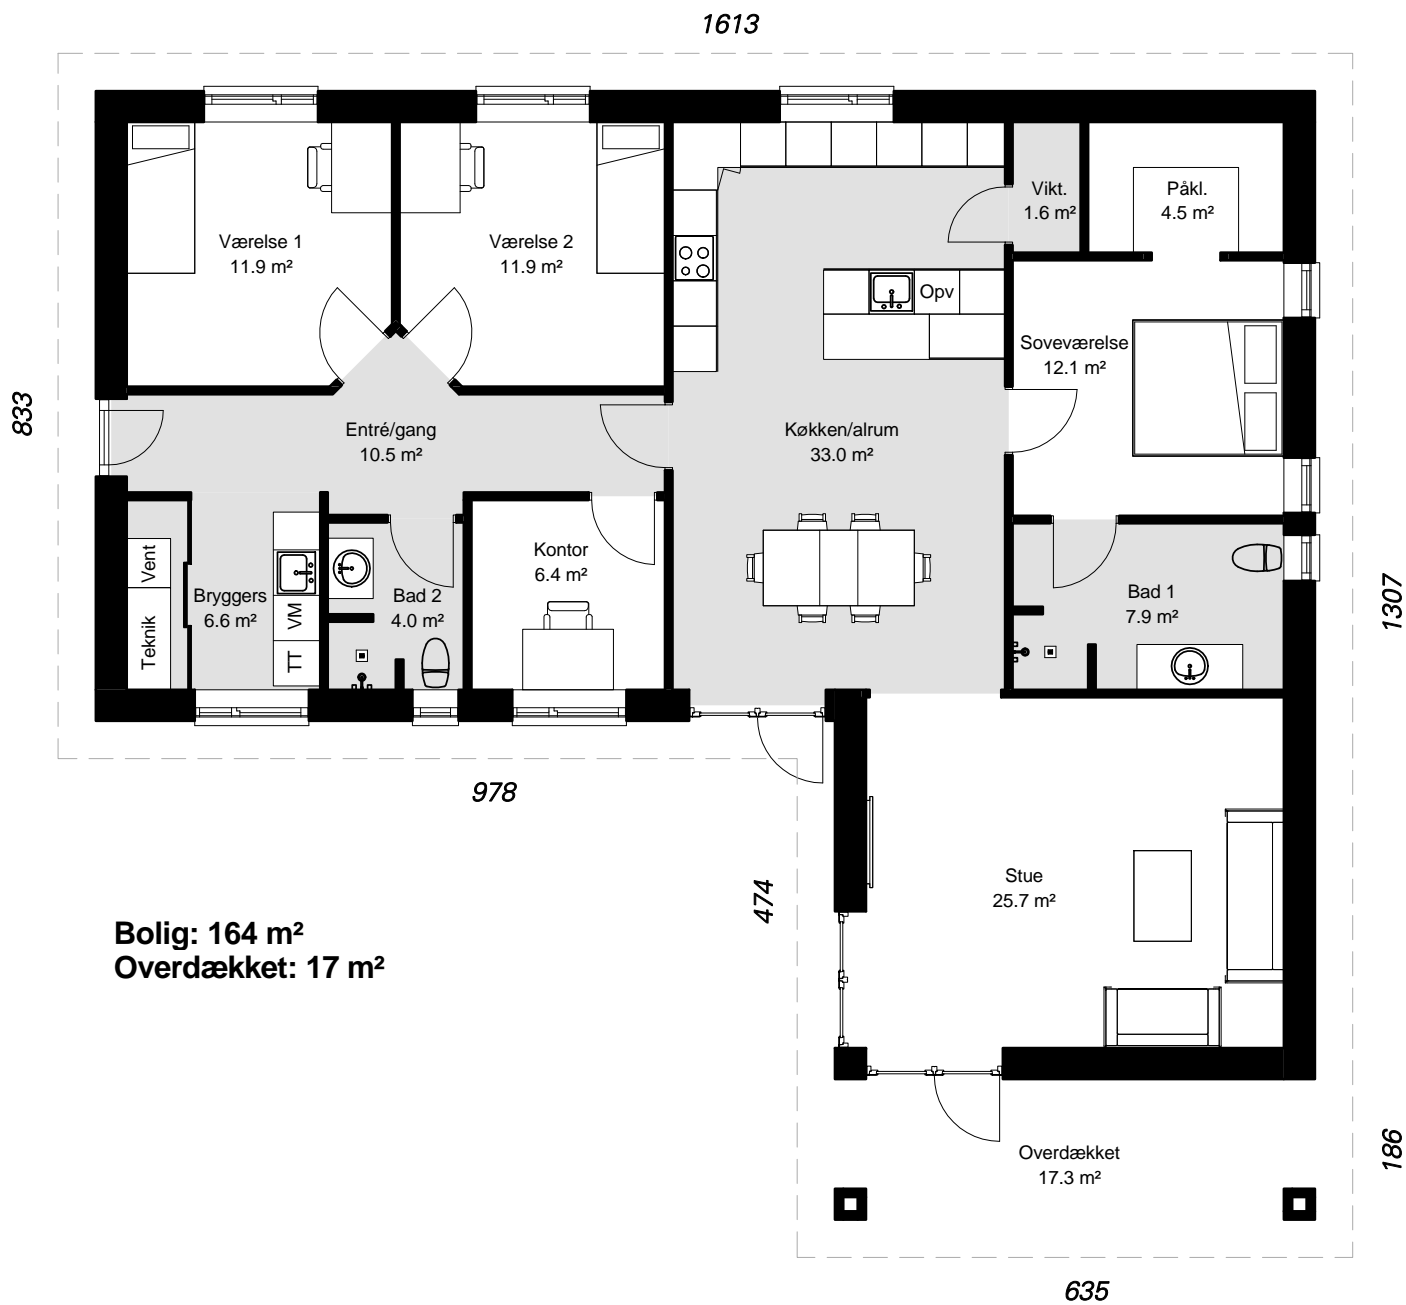 1613
Værelse 1
11.9 m²
Værelse 2
11.9 m²
Vikt.
1.6 m²
Påkl.
4.5 m²
Opv
Soveværelse
12.1 m²
833
Entré/gang
10.5 m²
Køkken/alrum
33.0 m²
Vent
Teknik
Bryggers
6.6 m²
VM
TT
Bad 2
4.0 m²
Kontor
6.4 m²
Bad 1
7.9 m²
1307
978
474
Stue
25.7 m²
Bolig: 164 m²
Overdækket: 17 m²
Overdækket
17.3 m²
186
635